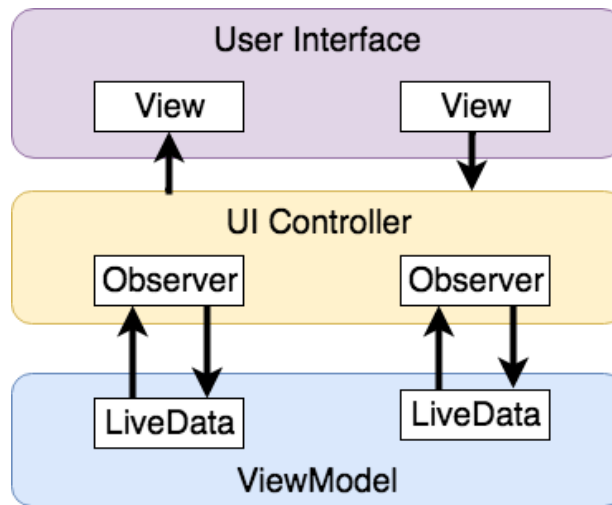 User Interface
View
View
UI Controller
Observer
Observer
LiveData
LiveData
ViewModel